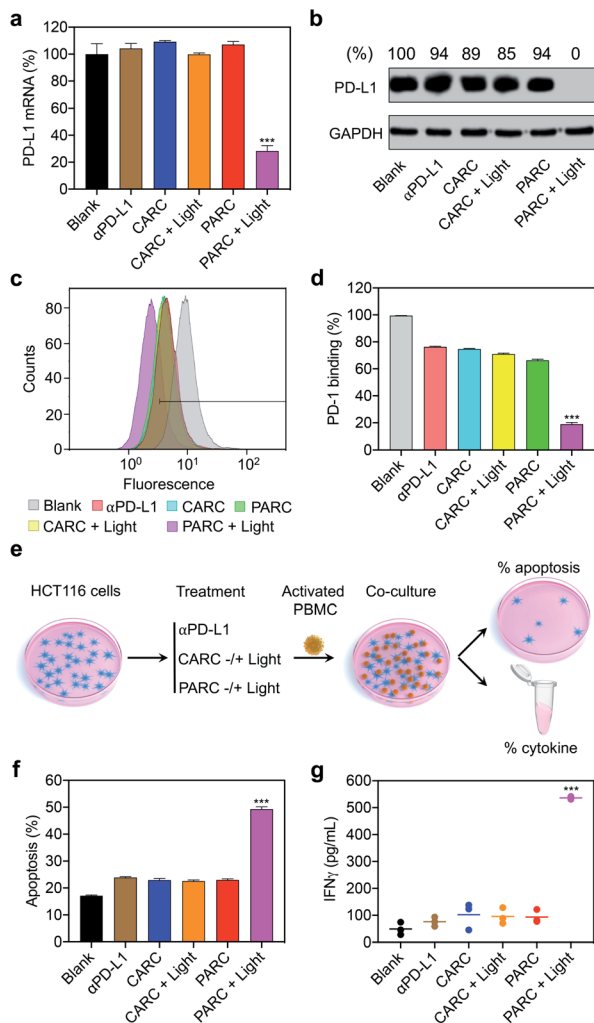 a
PD-L1 mRNA (%)
120
100
80
60
40
20
0
***
Blank
αPD-L1
CARC
CARC + Light
PARC
PARC + Light
b
(%) 100 94 89 85 94 0
PD-L1
GAPDH
Blank
αPD-L1
CARC
CARC + Light
PARC
PARC + Light
c
Counts
80
60
40
20
0
10⁰ 10¹ 10²
Fluorescence
Blank αPD-L1 CARC PARC
CARC + Light PARC + Light
d
PD-1 binding (%)
120
100
80
60
40
20
0
***
Blank
αPD-L1
CARC
CARC + Light
PARC
PARC + Light
e
HCT116 cells
Treatment
αPD-L1
CARC -/+ Light
PARC -/+ Light
Activated
PBMC
Co-culture
% apoptosis
% cytokine
f
Apoptosis (%)
60
50
40
30
20
10
0
***
Blank
αPD-L1
CARC
CARC + Light
PARC
PARC + Light
g
IFNγ (pg/mL)
600
500
400
300
200
100
0
***
Blank
αPD-L1
CARC
CARC + Light
PARC
PARC + Light